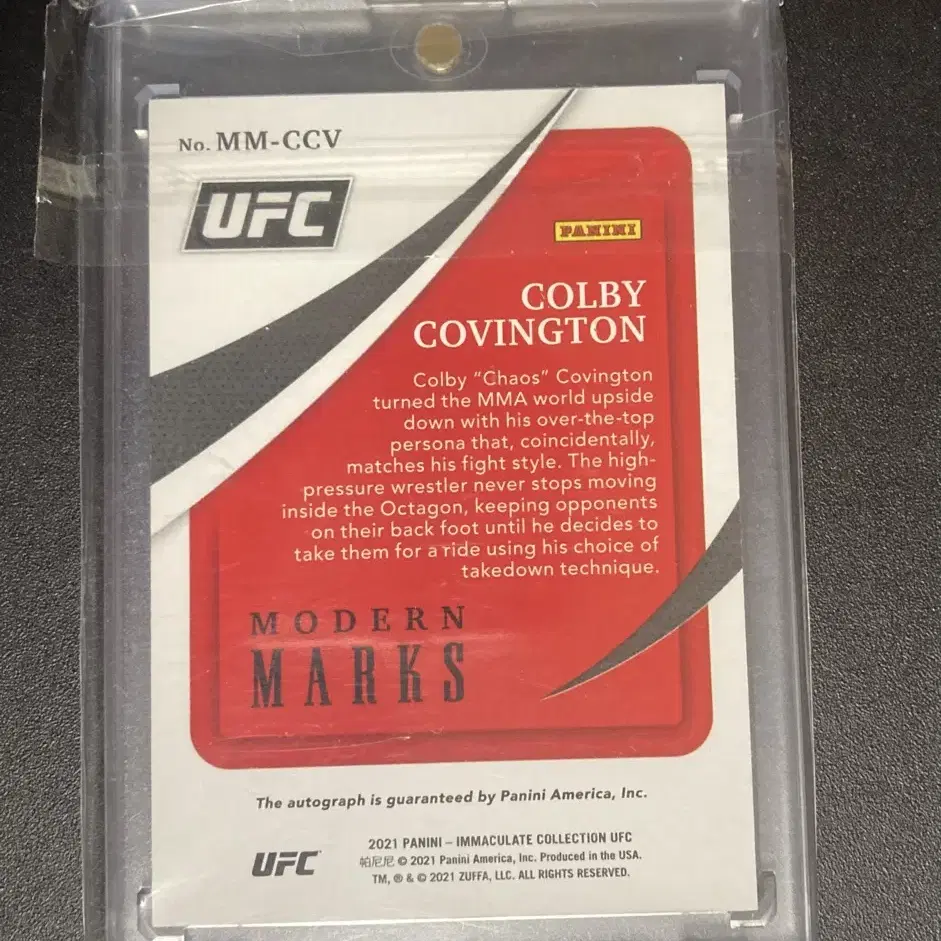 No. MM-CCV
UFC
PANINI
COLBY
COVINGTON
Colby “Chaos” Covington
turned the MMA world upside
down with his over-the-top
persona that, coincidentally,
matches his fight style. The high-
pressure wrestler never stops moving
inside the Octagon, keeping opponents
on their back foot until he decides to
take them for a ride using his choice of
takedown technique.
MODERN
MARKS
The autograph is guaranteed by Panini America, Inc.
2021 PANINI – IMMACULATE COLLECTION UFC
UFC
帕尼尼 © 2021 Panini America, Inc. Produced in the USA.
TM, ® & © 2021 ZUFFA, LLC. ALL RIGHTS RESERVED.